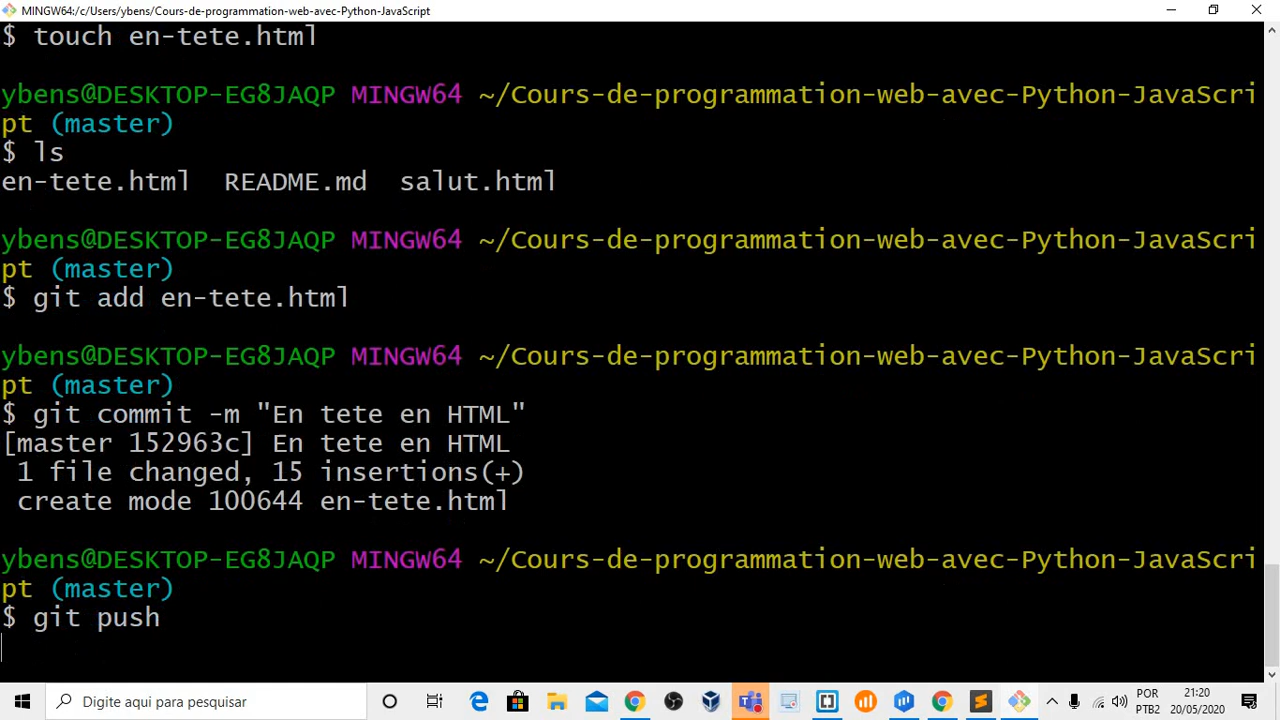 MINGW64:/c/Users/ybens/Cours-de-programmation-web-avec-Python-JavaScript
$ touch en-tete.html
ybens@DESKTOP-EG8JAQP MINGW64 ~/Cours-de-programmation-web-avec-Python-JavaScri
pt (master)
$ ls
en-tete.html  README.md  salut.html
ybens@DESKTOP-EG8JAQP MINGW64 ~/Cours-de-programmation-web-avec-Python-JavaScri
pt (master)
$ git add en-tete.html
ybens@DESKTOP-EG8JAQP MINGW64 ~/Cours-de-programmation-web-avec-Python-JavaScri
pt (master)
$ git commit -m "En tete en HTML"
[master 152963c] En tete en HTML
 1 file changed, 15 insertions(+)
 create mode 100644 en-tete.html
ybens@DESKTOP-EG8JAQP MINGW64 ~/Cours-de-programmation-web-avec-Python-JavaScri
pt (master)
$ git push
Digite aqui para pesquisar
POR
PTB2
21:20
20/05/2020